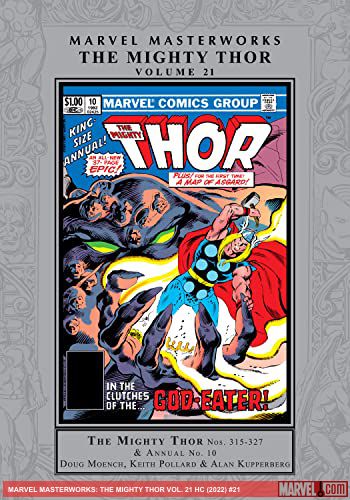 MARVEL MASTERWORKS
THE MIGHTY THOR
VOLUME 21
$1.00
10
1982
MARVEL COMICS GROUP
KING
SIZE
ANNUAL!
THE MIGHTY
THOR
AN ALL-NEW
37-PAGE
EPIC!
PLUS! FOR THE FIRST TIME!
A MAP OF ASGARD!
IN THE
CLUTCHES
OF THE...
GOD-EATER!
THE MIGHTY THOR NOS. 315-327
& ANNUAL NO. 10
DOUG MOENCH, KEITH POLLARD & ALAN KUPPERBERG
MARVEL MASTERWORKS: THE MIGHTY THOR VOL. 21 HC (2022) #21
MARVEL.com